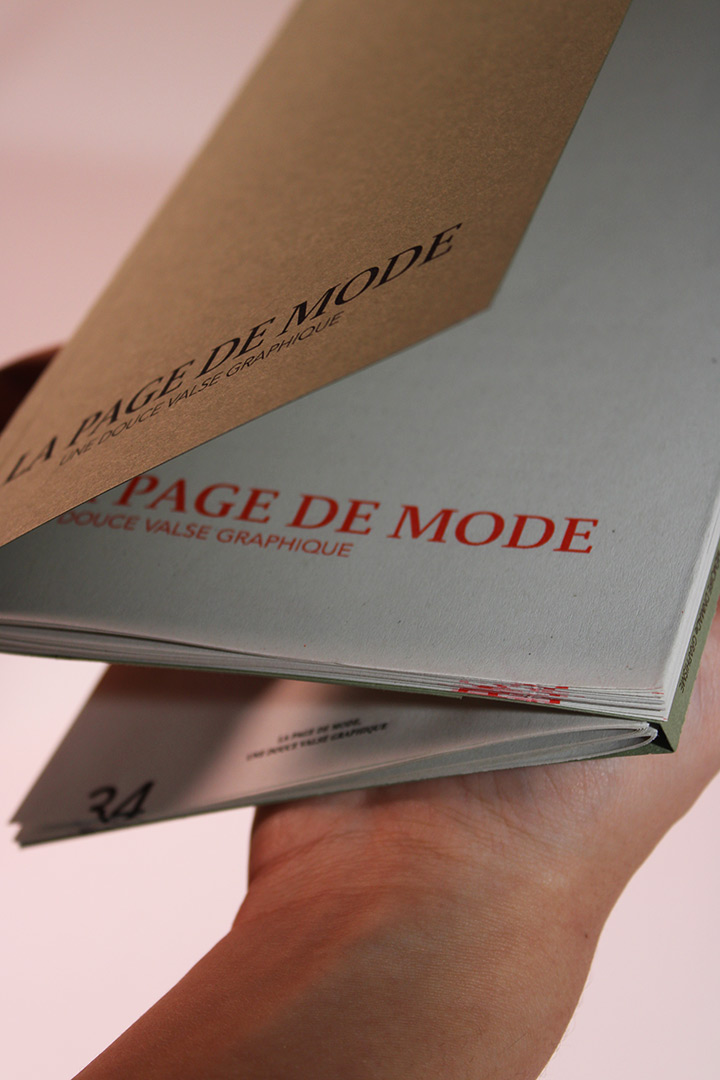 LA PAGE DE MODE
UNE DOUCE VALSE GRAPHIQUE
PAGE DE MODE
DOUCE VALSE GRAPHIQUE
LA PAGE DE MODE,
UNE DOUCE VALSE GRAPHIQUE
34